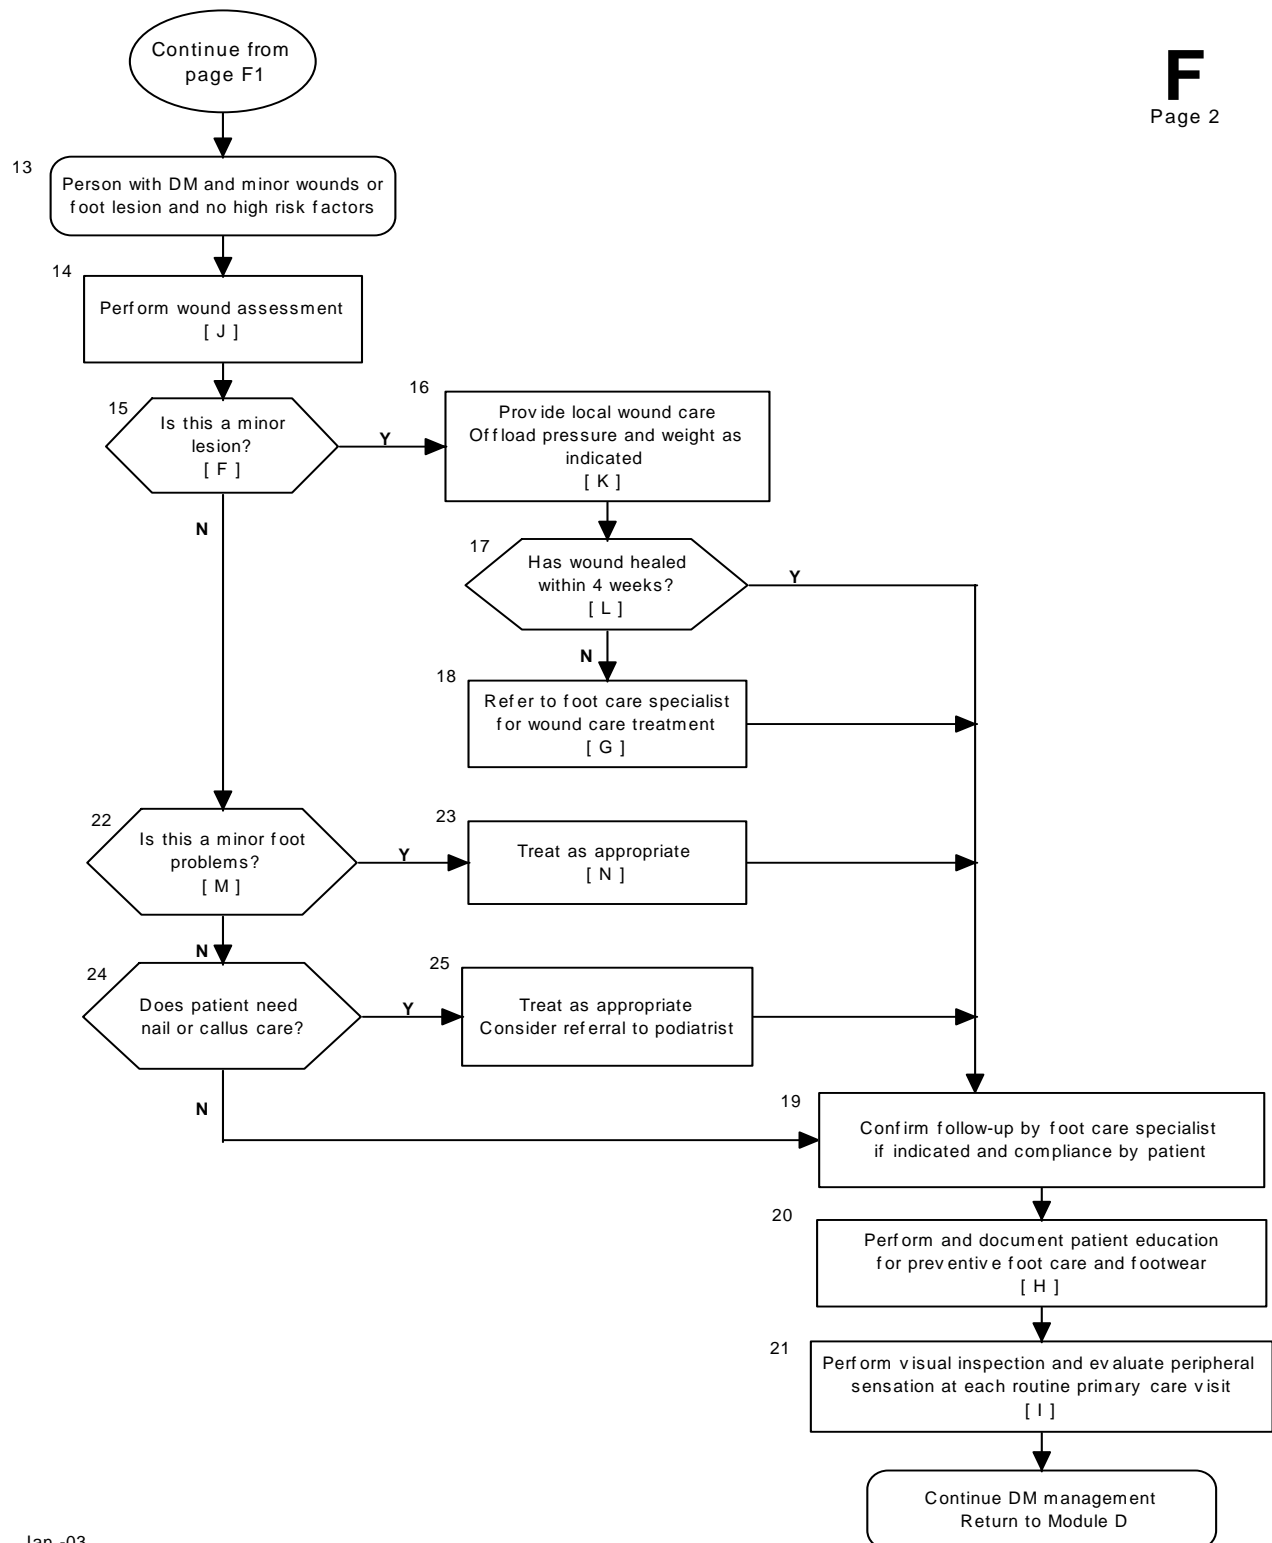 Continue from
page F1
F
Page 2
13
Person with DM and minor wounds or
foot lesion and no high risk factors
14
Perform wound assessment
[ J ]
15
Is this a minor
lesion?
[ F ]
Y
N
16
Provide local wound care
Offload pressure and weight as
indicated
[ K ]
17
Has wound healed
within 4 weeks?
[ L ]
Y
N
18
Refer to foot care specialist
for wound care treatment
[ G ]
22
Is this a minor foot
problems?
[ M ]
Y
N
23
Treat as appropriate
[ N ]
24
Does patient need
nail or callus care?
Y
N
25
Treat as appropriate
Consider referral to podiatrist
19
Confirm follow-up by foot care specialist
if indicated and compliance by patient
20
Perform and document patient education
for preventive foot care and footwear
[ H ]
21
Perform visual inspection and evaluate peripheral
sensation at each routine primary care visit
[ I ]
Continue DM management
Return to Module D
Jan -03